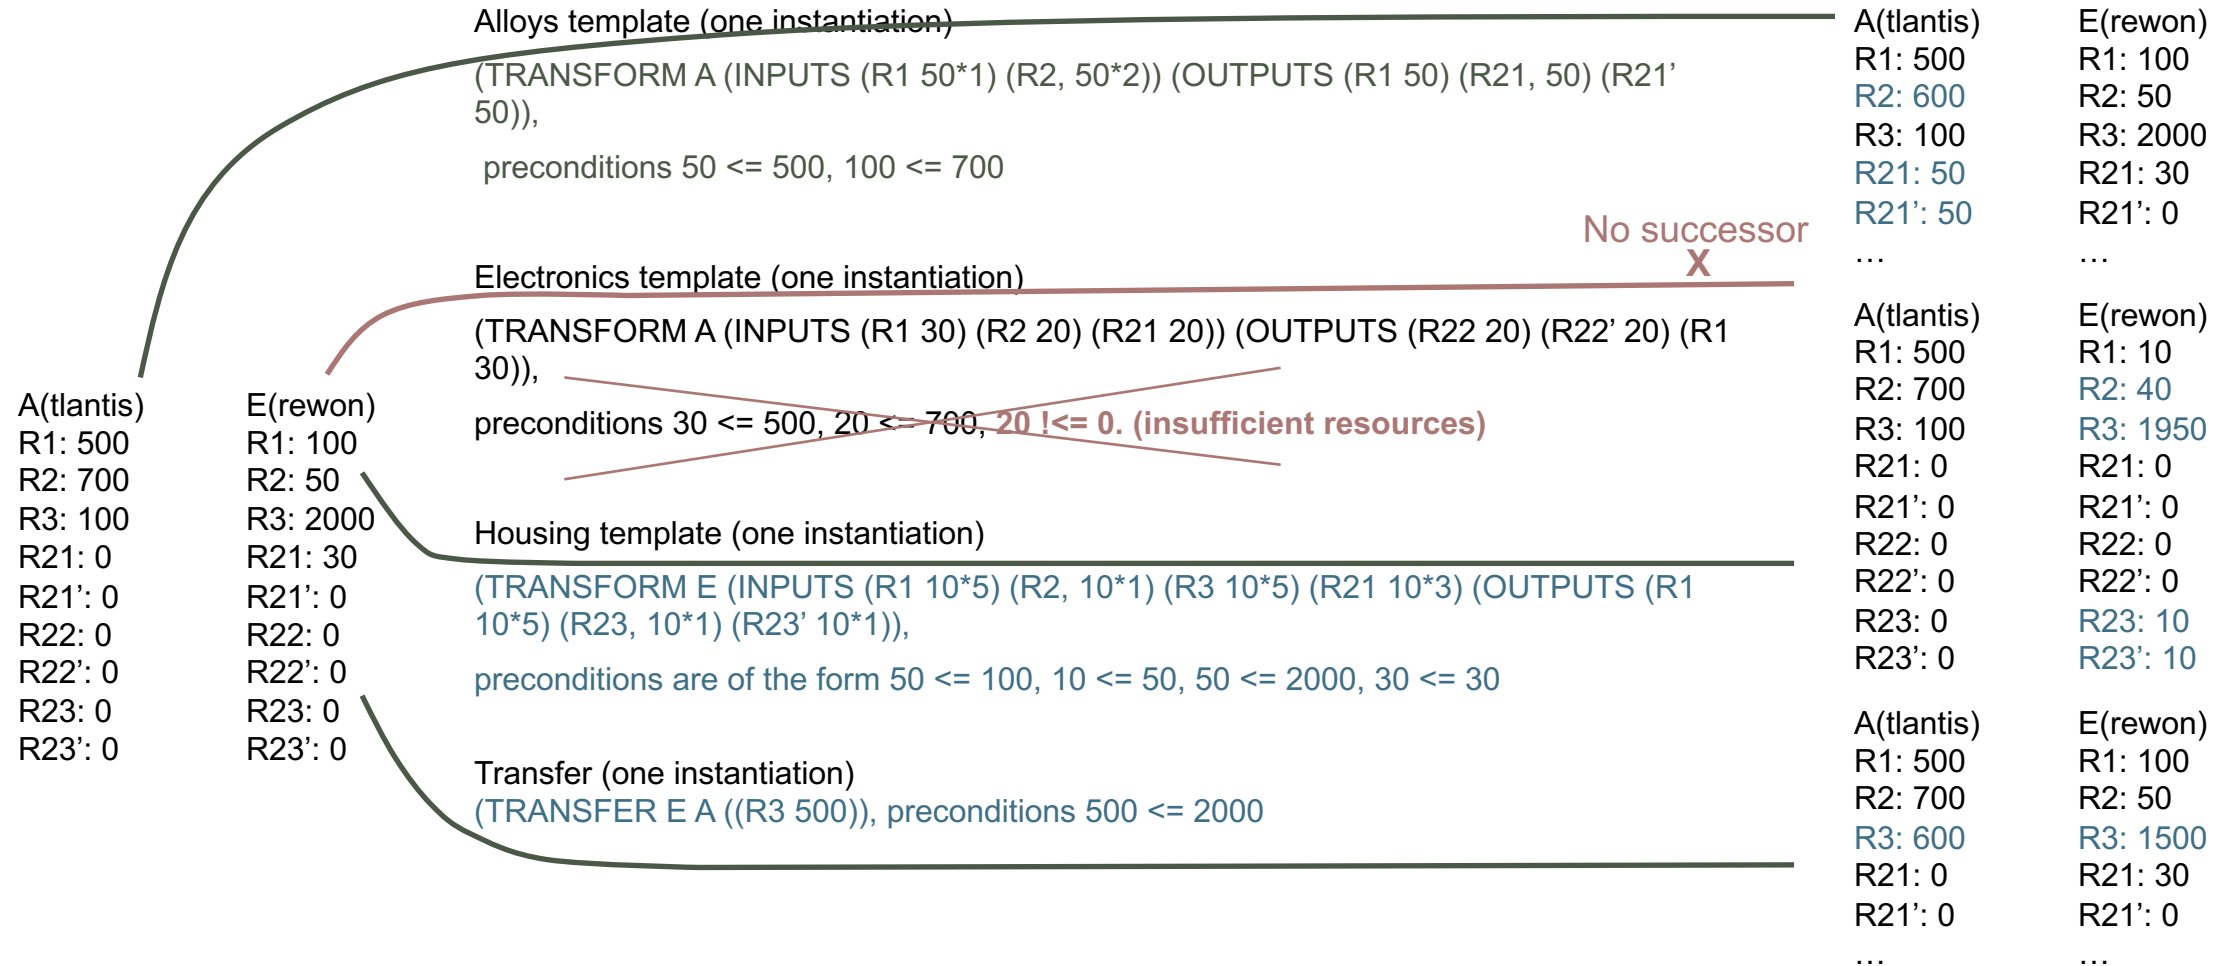 Alloys template (one instantiation)
(TRANSFORM A (INPUTS (R1 50*1) (R2, 50*2)) (OUTPUTS (R1 50) (R21, 50) (R21’
50)),
preconditions 50 <= 500, 100 <= 700
No successor
X
Electronics template (one instantiation)
(TRANSFORM A (INPUTS (R1 30) (R2 20) (R21 20)) (OUTPUTS (R22 20) (R22’ 20) (R1
30)),
preconditions 30 <= 500, 20 <= 700, 20 !<= 0. (insufficient resources)
Housing template (one instantiation)
(TRANSFORM E (INPUTS (R1 10*5) (R2, 10*1) (R3 10*5) (R21 10*3) (OUTPUTS (R1
10*5) (R23, 10*1) (R23’ 10*1)),
preconditions are of the form 50 <= 100, 10 <= 50, 50 <= 2000, 30 <= 30
Transfer (one instantiation)
(TRANSFER E A ((R3 500)), preconditions 500 <= 2000
A(tlantis)
R1: 500
R2: 700
R3: 100
R21: 0
R21’: 0
R22: 0
R22’: 0
R23: 0
R23’: 0
E(rewon)
R1: 100
R2: 50
R3: 2000
R21: 30
R21’: 0
R22: 0
R22’: 0
R23: 0
R23’: 0
A(tlantis)
R1: 500
R2: 600
R3: 100
R21: 50
R21’: 50
…
E(rewon)
R1: 100
R2: 50
R3: 2000
R21: 30
R21’: 0
…
A(tlantis)
R1: 500
R2: 700
R3: 100
R21: 0
R21’: 0
R22: 0
R22’: 0
R23: 0
R23’: 0
E(rewon)
R1: 10
R2: 40
R3: 1950
R21: 0
R21’: 0
R22: 0
R22’: 0
R23: 10
R23’: 10
A(tlantis)
R1: 500
R2: 700
R3: 600
R21: 0
R21’: 0
…
E(rewon)
R1: 100
R2: 50
R3: 1500
R21: 30
R21’: 0
…